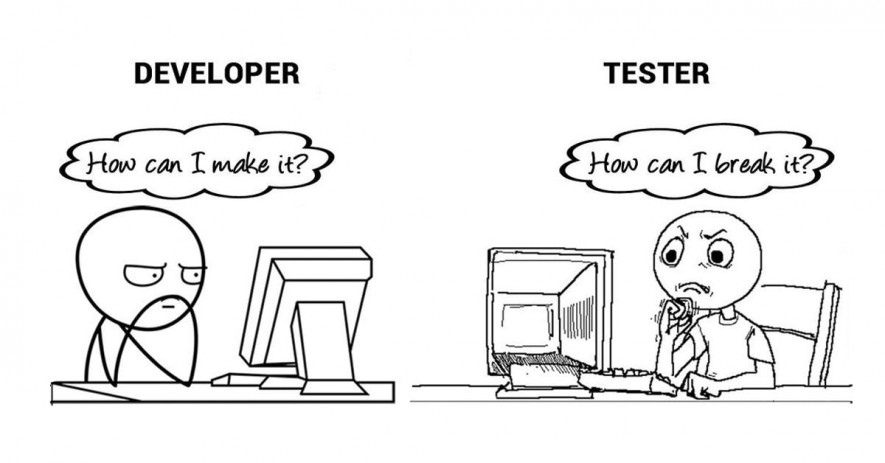 DEVELOPER
TESTER
How can I make it?
How can I break it?